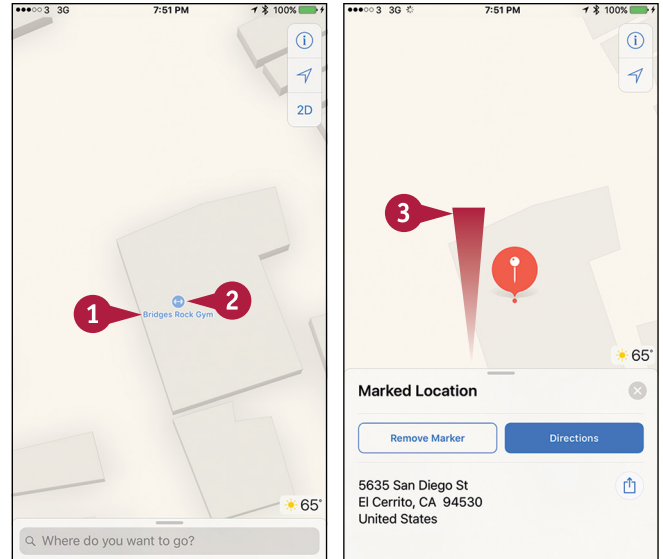 3 3G 7:51 PM 100%
2D
1
2
Bridges Rock Gym
65°
Where do you want to go?
3 3G 7:51 PM 100%
3
65°
Marked Location
Remove Marker
Directions
5635 San Diego St
El Cerrito, CA 94530
United States